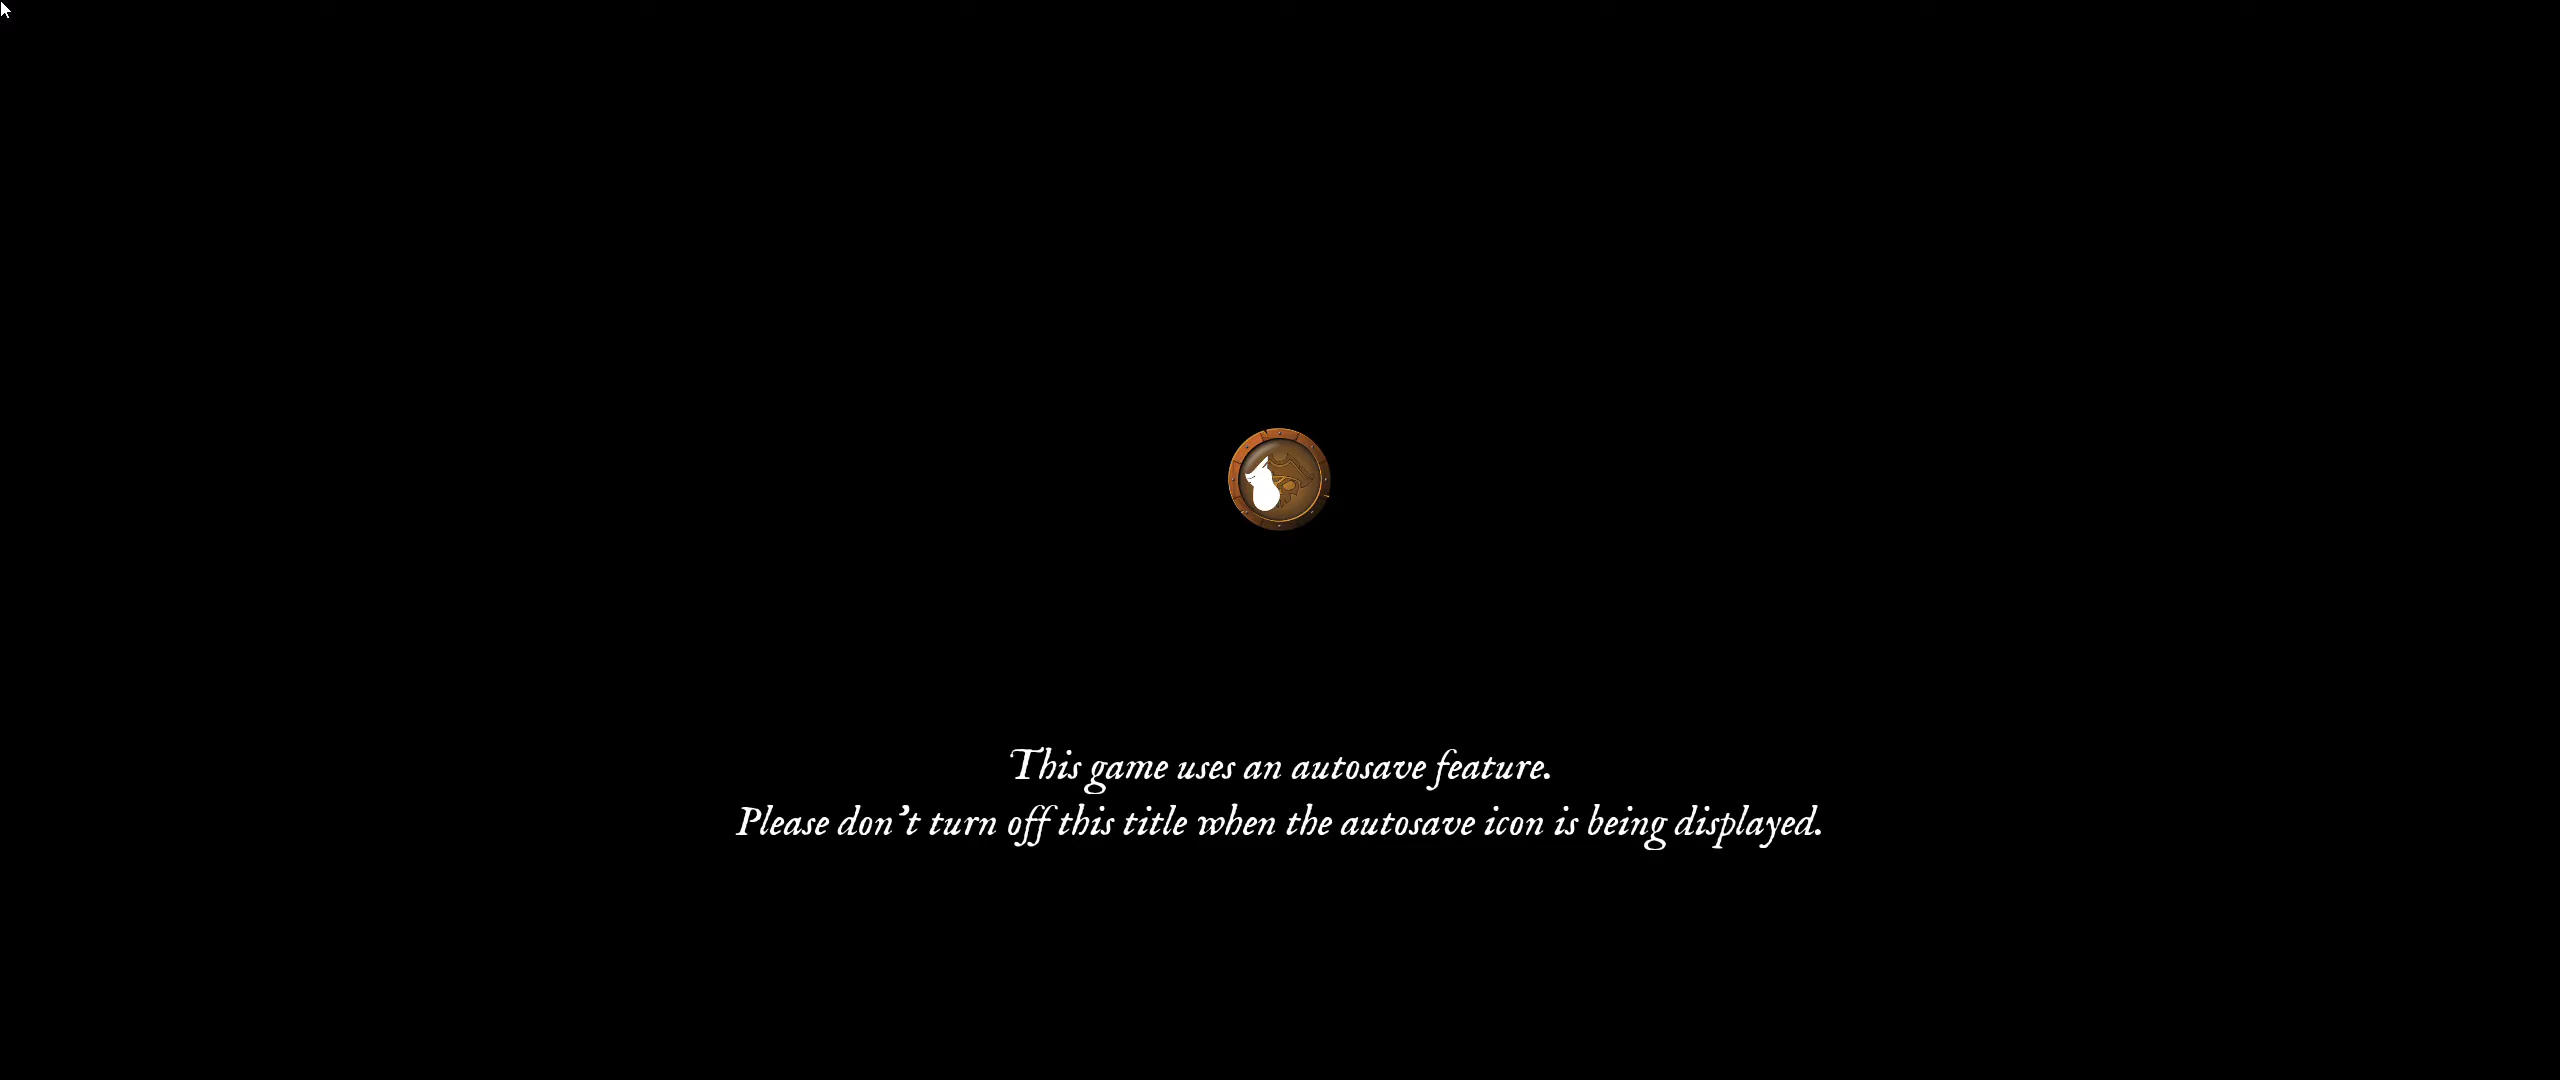 This game uses an autosave feature.
Please don't turn off this title when the autosave icon is being displayed.